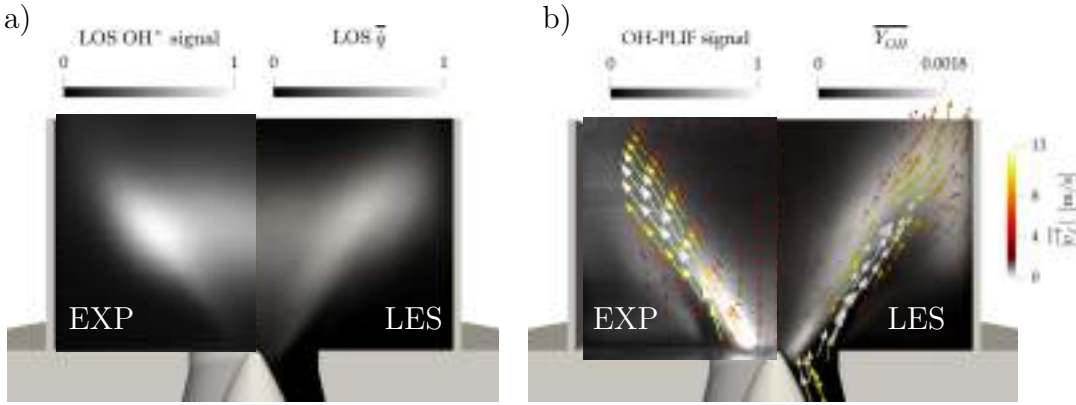 a)
LOS OH* signal
LOS q̇
0
1
0
1
EXP
LES
b)
OH-PLIF signal
Y_OH
0
1
0
0.0018
EXP
LES
13
8
4
0
[m/s]